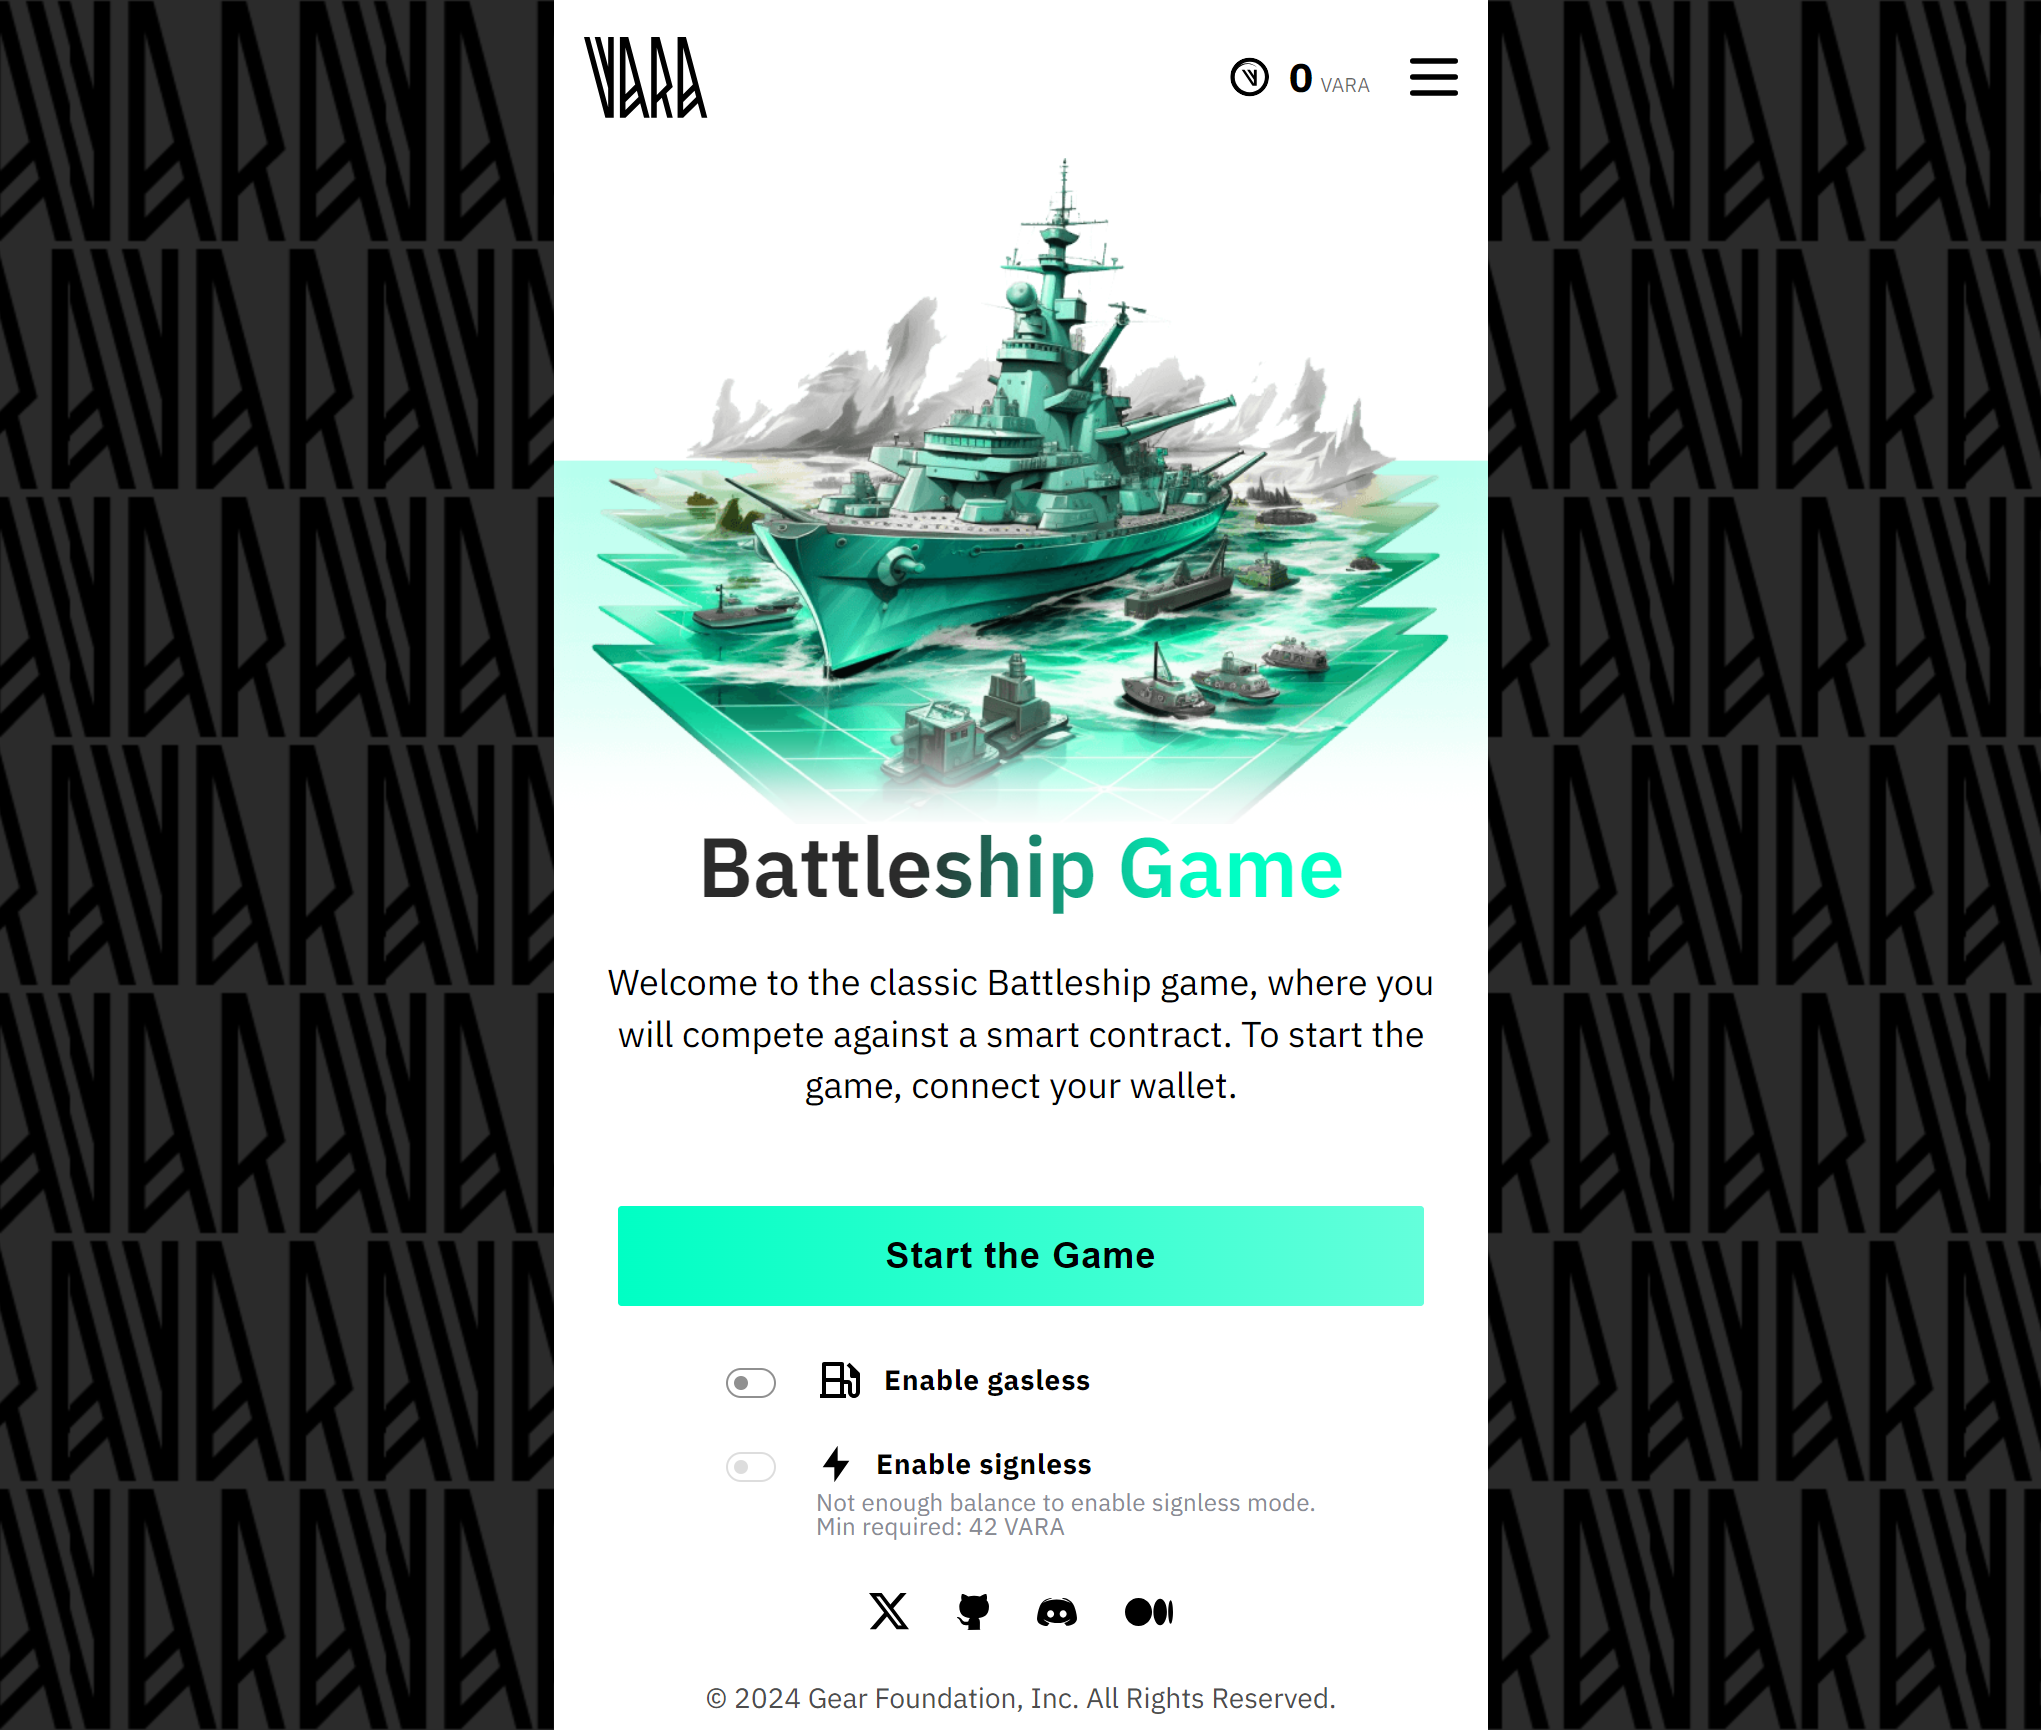 VARA
0 VARA
Battleship Game
Welcome to the classic Battleship game, where you
will compete against a smart contract. To start the
game, connect your wallet.
Start the Game
Enable gasless
Enable signless
Not enough balance to enable signless mode.
Min required: 42 VARA
© 2024 Gear Foundation, Inc. All Rights Reserved.